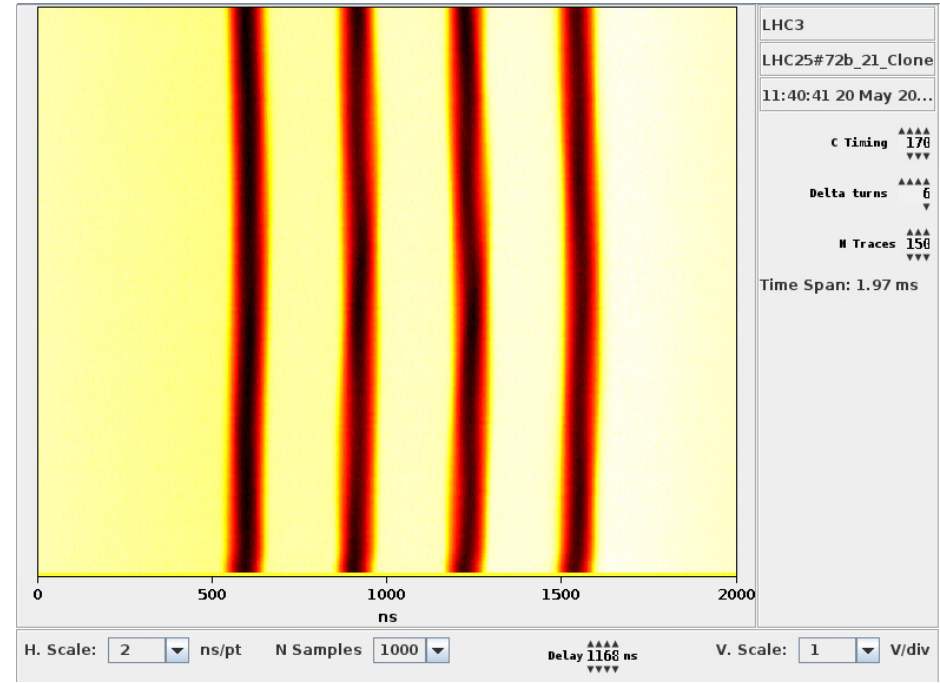 LHC3
LHC25#72b_21_Clone
11:40:41 20 May 20...
C Timing 170
Delta turns 6
N Traces 150
Time Span: 1.97 ms
0 500 1000 1500 2000
ns
H. Scale: 2 ns/pt N Samples 1000 Delay 1168 ns V. Scale: 1 V/div